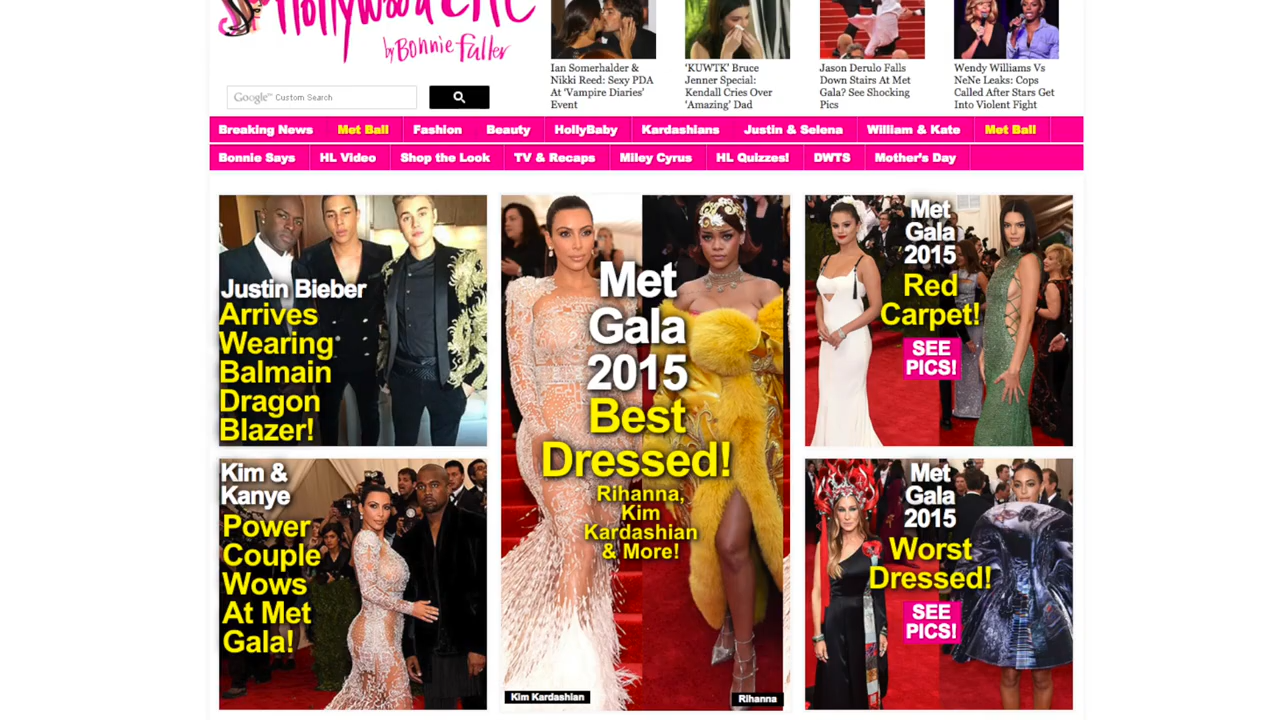 Hollywood Life
by Bonnie Fuller
Ian Somerhalder &
Nikki Reed: Sexy PDA
At ‘Vampire Diaries’
Event
‘KUWTK’ Bruce
Jenner Special:
Kendall Cries Over
‘Amazing’ Dad
Jason Derulo Falls
Down Stairs At Met
Gala? See Shocking
Pics
Wendy Williams Vs
NeNe Leaks: Cops
Called After Stars Get
Into Violent Fight
Google™ Custom Search
Breaking News Met Ball Fashion Beauty HollyBaby Kardashians Justin & Selena William & Kate Met Ball
Bonnie Says HL Video Shop the Look TV & Recaps Miley Cyrus HL Quizzes! DWTS Mother's Day
Justin Bieber
Arrives
Wearing
Balmain
Dragon
Blazer!
Kim &
Kanye
Power
Couple
Wows
At Met
Gala!
Met
Gala
2015
Best
Dressed!
Rihanna,
Kim
Kardashian
& More!
Kim Kardashian
Rihanna
Met
Gala
2015
Red
Carpet!
SEE
PICS!
Met
Gala
2015
Worst
Dressed!
SEE
PICS!